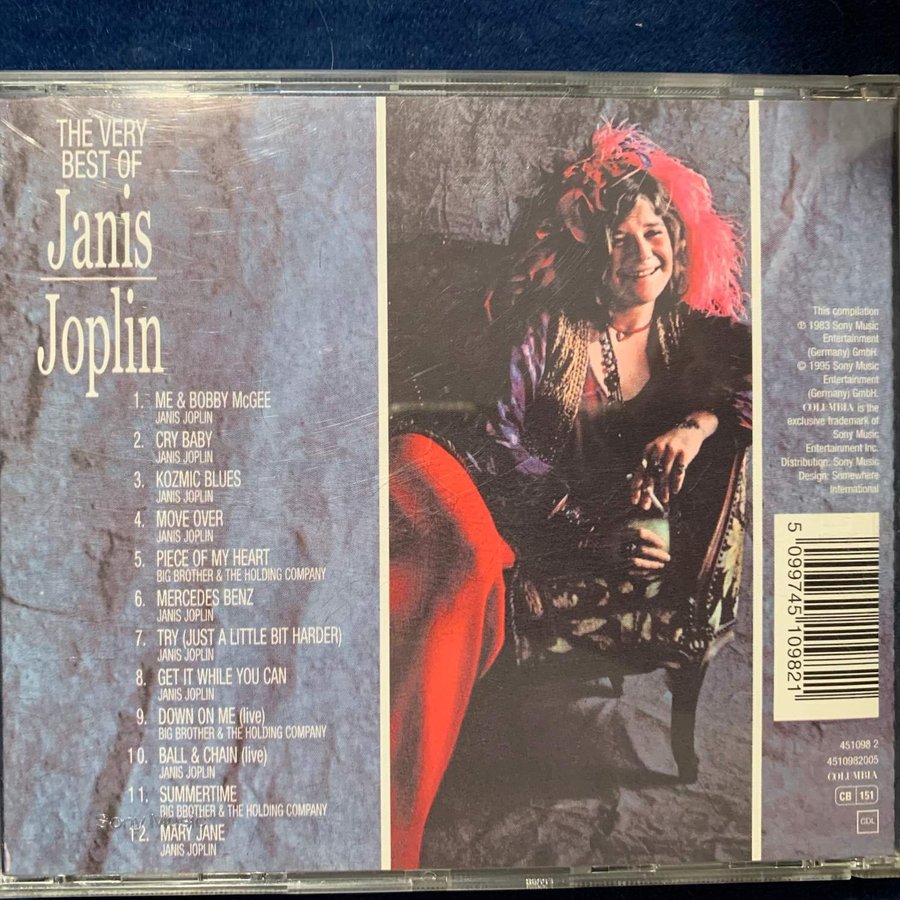 THE VERY
BEST OF
Janis
Joplin
1. ME & BOBBY McGEE
JANIS JOPLIN
2. CRY BABY
JANIS JOPLIN
3. KOZMIC BLUES
JANIS JOPLIN
4. MOVE OVER
JANIS JOPLIN
5. PIECE OF MY HEART
BIG BROTHER & THE HOLDING COMPANY
6. MERCEDES BENZ
JANIS JOPLIN
7. TRY (JUST A LITTLE BIT HARDER)
JANIS JOPLIN
8. GET IT WHILE YOU CAN
JANIS JOPLIN
9. DOWN ON ME (live)
BIG BROTHER & THE HOLDING COMPANY
10. BALL & CHAIN (live)
JANIS JOPLIN
11. SUMMERTIME
BIG BROTHER & THE HOLDING COMPANY
12. MARY JANE
JANIS JOPLIN
This compilation
℗ 1983 Sony Music
Entertainment
(Germany) GmbH.
© 1995 Sony Music
Entertainment
(Germany) GmbH.
COLUMBIA is the
exclusive trademark of
Sony Music
Entertainment Inc.
Distribution: Sony Music
Design: Somewhere
International
5 099745 109821
451098 2
4510982005
COLUMBIA
CB 151
CDL